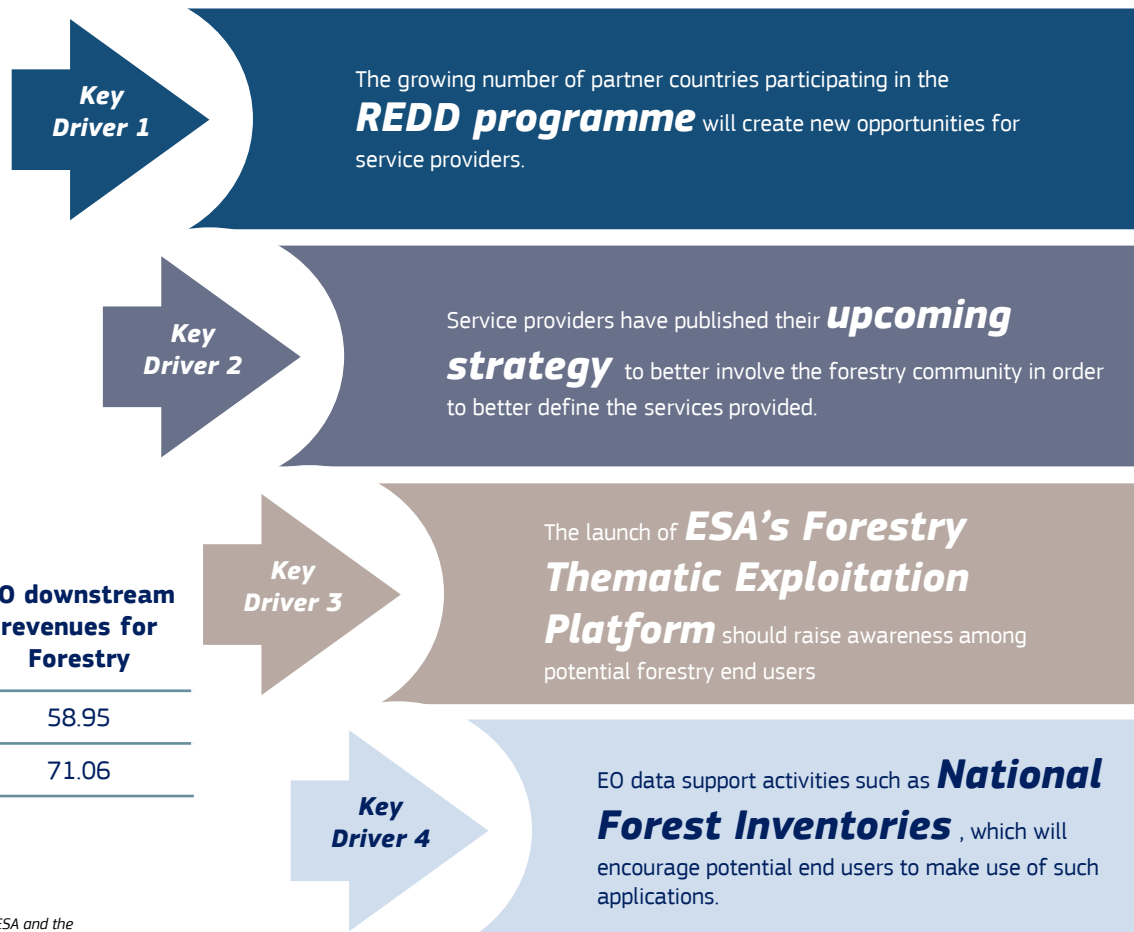 Key
Driver 1
The growing number of partner countries participating in the
REDD programme will create new opportunities for
service providers.
Key
Driver 2
Service providers have published their upcoming
strategy to better involve the forestry community in order
to better define the services provided.
Key
Driver 3
The launch of ESA's Forestry
Thematic Exploitation
Platform should raise awareness among
potential forestry end users
O downstream
revenues for
Forestry
58.95
71.06
Key
Driver 4
EO data support activities such as National
Forest Inventories , which will
encourage potential end users to make use of such
applications.
ESA and the